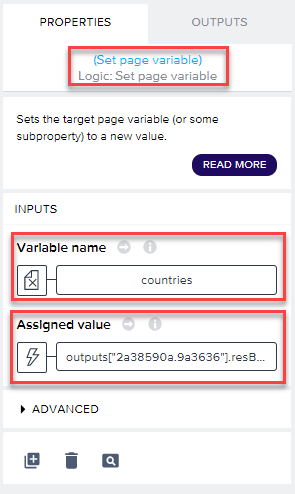 PROPERTIES
OUTPUTS
(Set page variable)
Logic: Set page variable
Sets the target page variable (or some
subproperty) to a new value.
READ MORE
INPUTS
Variable name
countries
Assigned value
outputs["2a38590a.9a3636"].resB...
ADVANCED